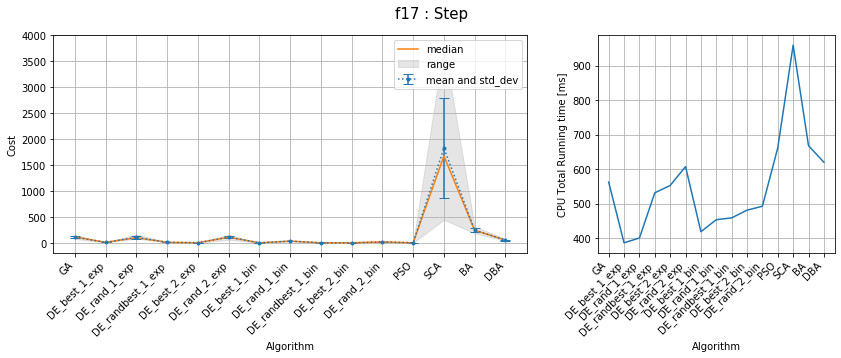 f17 : Step
Cost
4000
3500
3000
2500
2000
1500
1000
500
0
median
range
mean and std_dev
GA
DE_best_1_exp
DE_rand_1_exp
DE_randbest_1_exp
DE_best_2_exp
DE_rand_2_exp
DE_best_1_bin
DE_rand_1_bin
DE_randbest_1_bin
DE_best_2_bin
DE_rand_2_bin
PSO
SCA
BA
DBA
Algorithm
CPU Total Running time [ms]
900
800
700
600
500
400
GA
DE_best_1_exp
DE_rand_1_exp
DE_randbest_1_exp
DE_best_2_exp
DE_rand_2_exp
DE_best_1_bin
DE_rand_1_bin
DE_randbest_1_bin
DE_best_2_bin
DE_rand_2_bin
PSO
SCA
BA
DBA
Algorithm